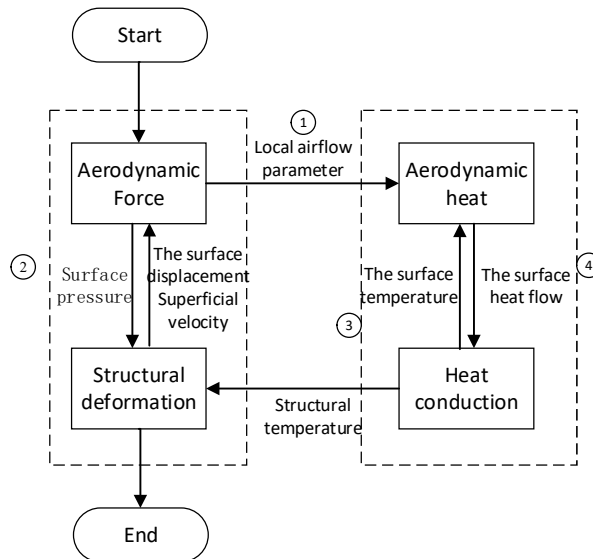 Start
1
Local airflow
parameter
Aerodynamic
Force
Aerodynamic
heat
2
Surface
pressure
The surface
displacement
Superficial
velocity
The surface
temperature
The surface
heat flow
4
3
Structural
deformation
Structural
temperature
Heat
conduction
End